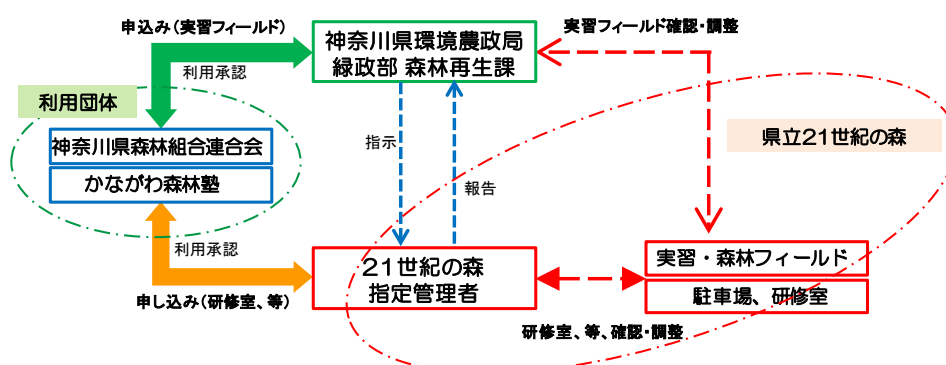 申込み（実習フィールド）
利用承認
神奈川県環境農政局
緑政部 森林再生課
実習フィールド確認・調整
利用団体
神奈川県森林組合連合会
かながわ森林塾
指示
報告
県立２１世紀の森
利用承認
申し込み（研修室、等）
２１世紀の森
指定管理者
実習・森林フィールド
駐車場、研修室
研修室、等、確認・調整